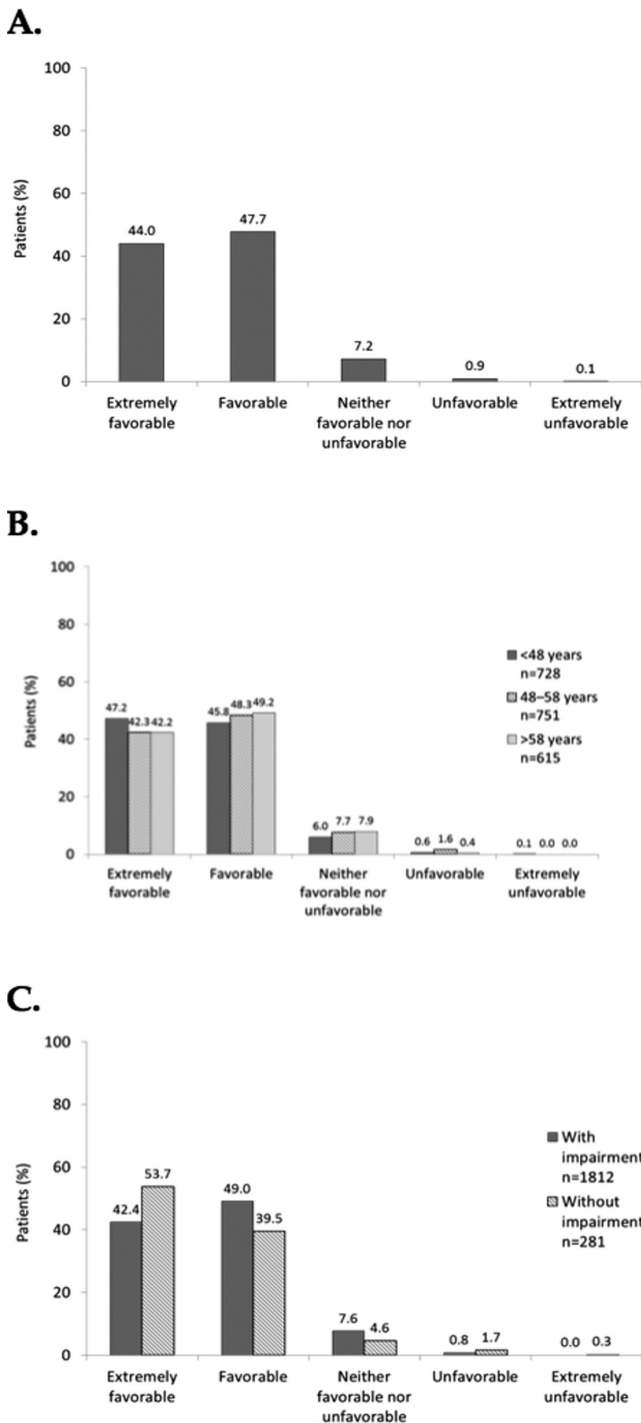 A.
100
80
60
40
20
0
Patients (%)
44.0
47.7
7.2
0.9
0.1
Extremely favorable
Favorable
Neither favorable nor unfavorable
Unfavorable
Extremely unfavorable
B.
100
80
60
40
20
0
Patients (%)
47.2 42.3 42.2
45.8 48.3 49.2
6.0 7.7 7.9
0.6 1.6 0.4
0.1 0.0 0.0
<48 years
n=728
48–58 years
n=751
>58 years
n=615
Extremely favorable
Favorable
Neither favorable nor unfavorable
Unfavorable
Extremely unfavorable
C.
100
80
60
40
20
0
Patients (%)
42.4 53.7
49.0 39.5
7.6 4.6
0.8 1.7
0.0 0.3
With
impairment
n=1812
Without
impairment
n=281
Extremely favorable
Favorable
Neither favorable nor unfavorable
Unfavorable
Extremely unfavorable